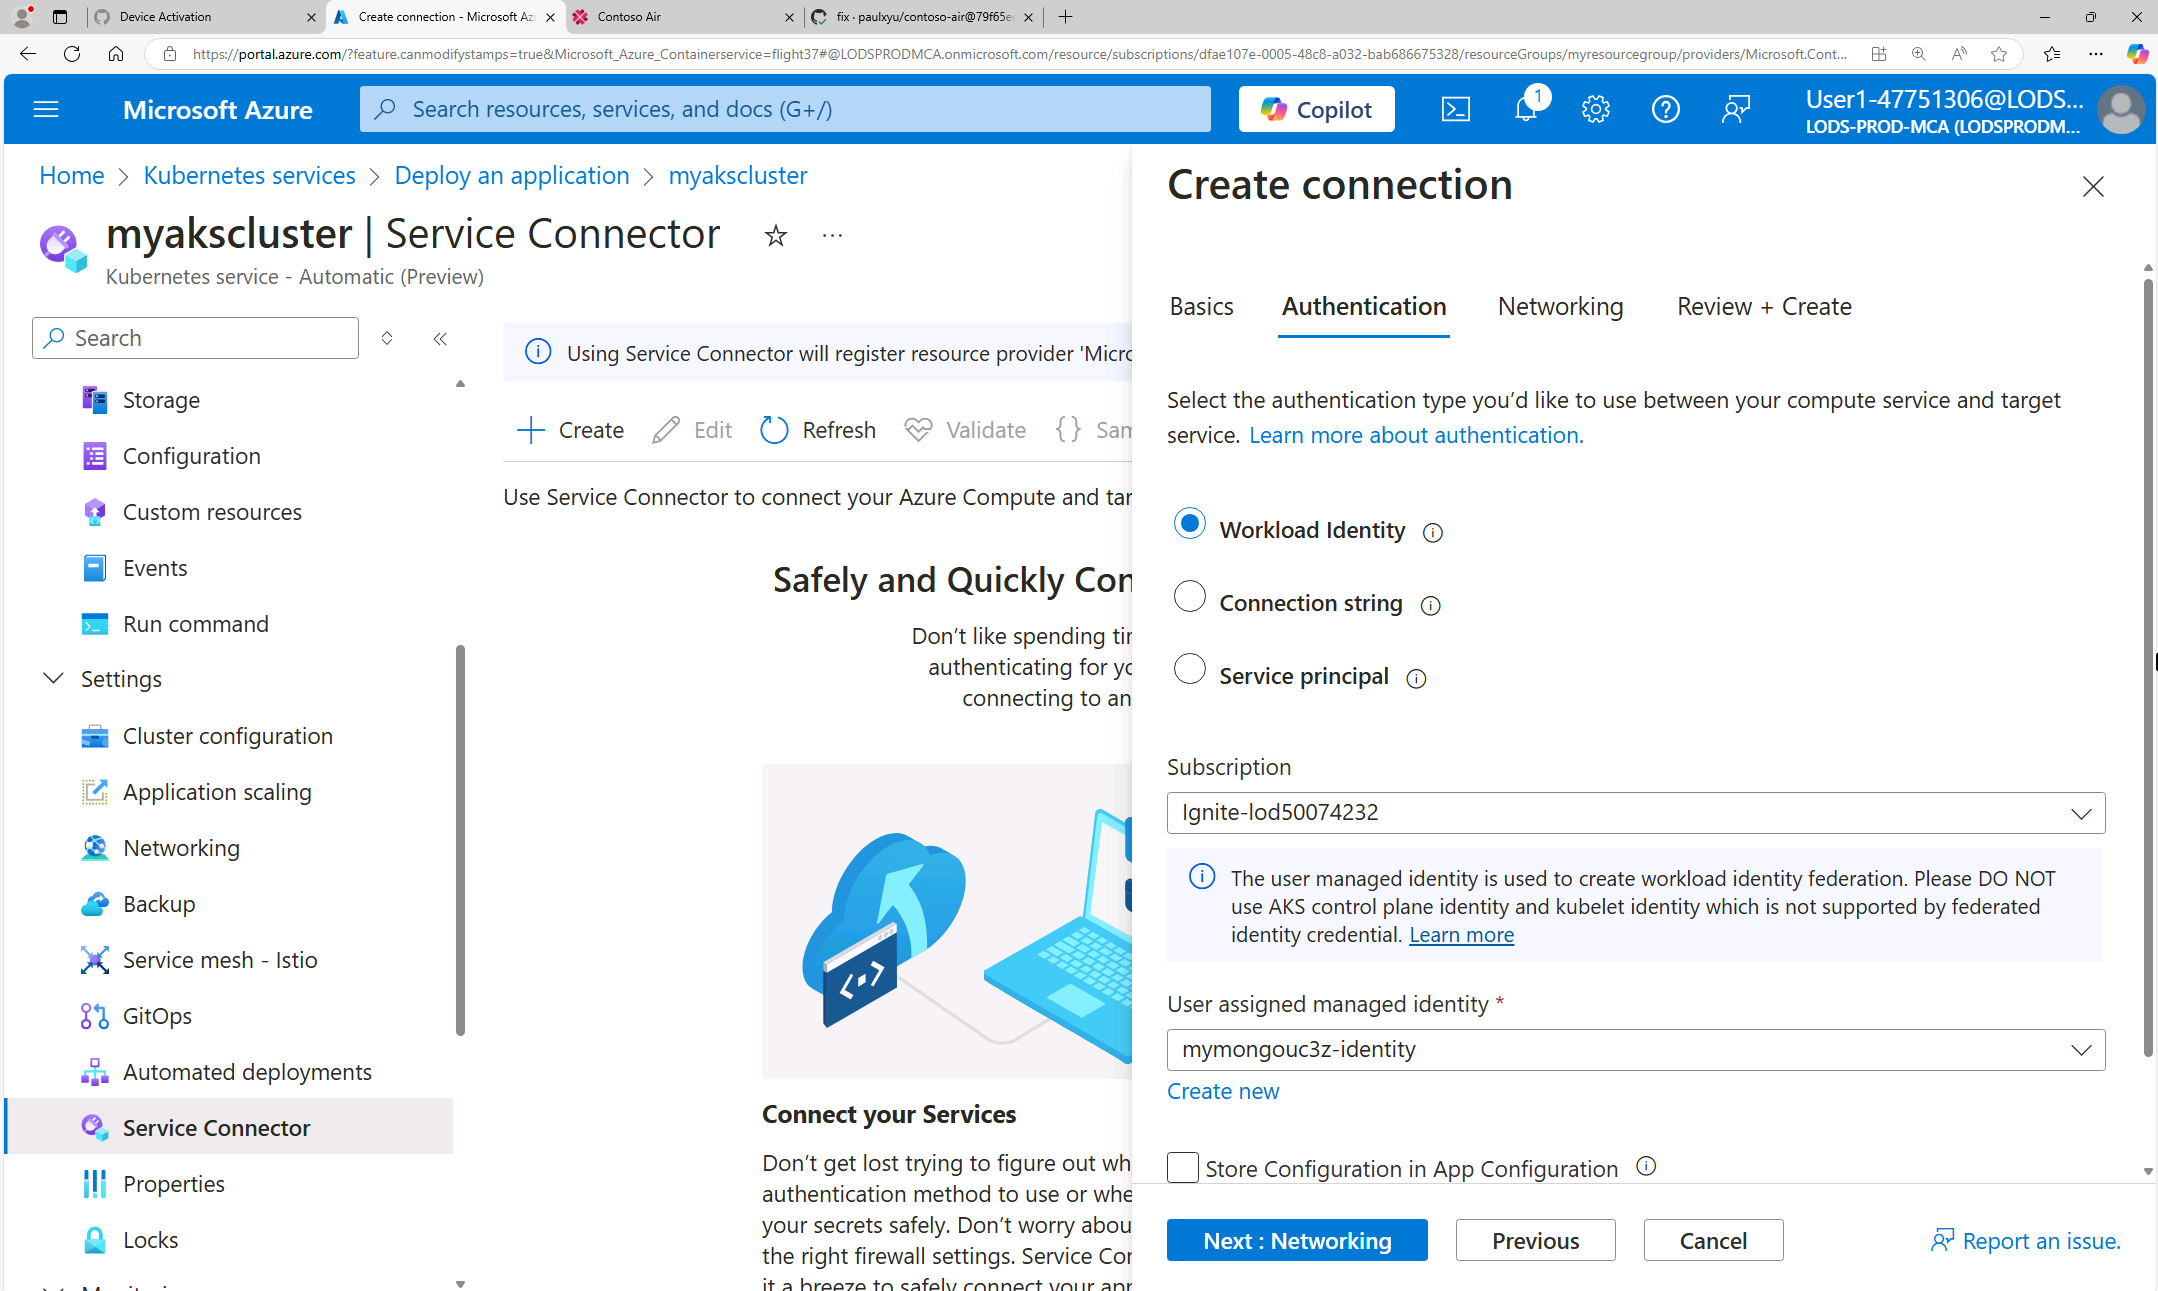 Device Activation
Create connection - Microsoft Az
Contoso Air
fix · paulxyu/contoso-air@79f65e
https://portal.azure.com/?feature.canmodifystamps=true&Microsoft_Azure_Containerservice=flight37#@LODSPRODMCA.onmicrosoft.com/resource/subscriptions/dfae107e-0005-48c8-a032-bab686675328/resourceGroups/myresourcegroup/providers/Microsoft.Cont...
Microsoft Azure
Search resources, services, and docs (G+/)
Copilot
1
User1-47751306@LODS...
LODS-PROD-MCA (LODSPRODM...
Home > Kubernetes services > Deploy an application > myakscluster
myakscluster | Service Connector
Kubernetes service - Automatic (Preview)
Search
Storage
Configuration
Custom resources
Events
Run command
Settings
Cluster configuration
Application scaling
Networking
Backup
Service mesh - Istio
GitOps
Automated deployments
Service Connector
Properties
Locks
Using Service Connector will register resource provider 'Micro
Create
Edit
Refresh
Validate
Sam
Use Service Connector to connect your Azure Compute and tar
Safely and Quickly Con
Don't like spending tir
authenticating for yo
connecting to an
Connect your Services
Don't get lost trying to figure out wh
authentication method to use or whe
your secrets safely. Don't worry abou
the right firewall settings. Service Cor
it a breeze to safely connect your app
Create connection
Basics
Authentication
Networking
Review + Create
Select the authentication type you'd like to use between your compute service and target
service. Learn more about authentication.
Workload Identity
Connection string
Service principal
Subscription
Ignite-lod50074232
The user managed identity is used to create workload identity federation. Please DO NOT
use AKS control plane identity and kubelet identity which is not supported by federated
identity credential. Learn more
User assigned managed identity *
mymongouc3z-identity
Create new
Store Configuration in App Configuration
Next : Networking
Previous
Cancel
Report an issue.